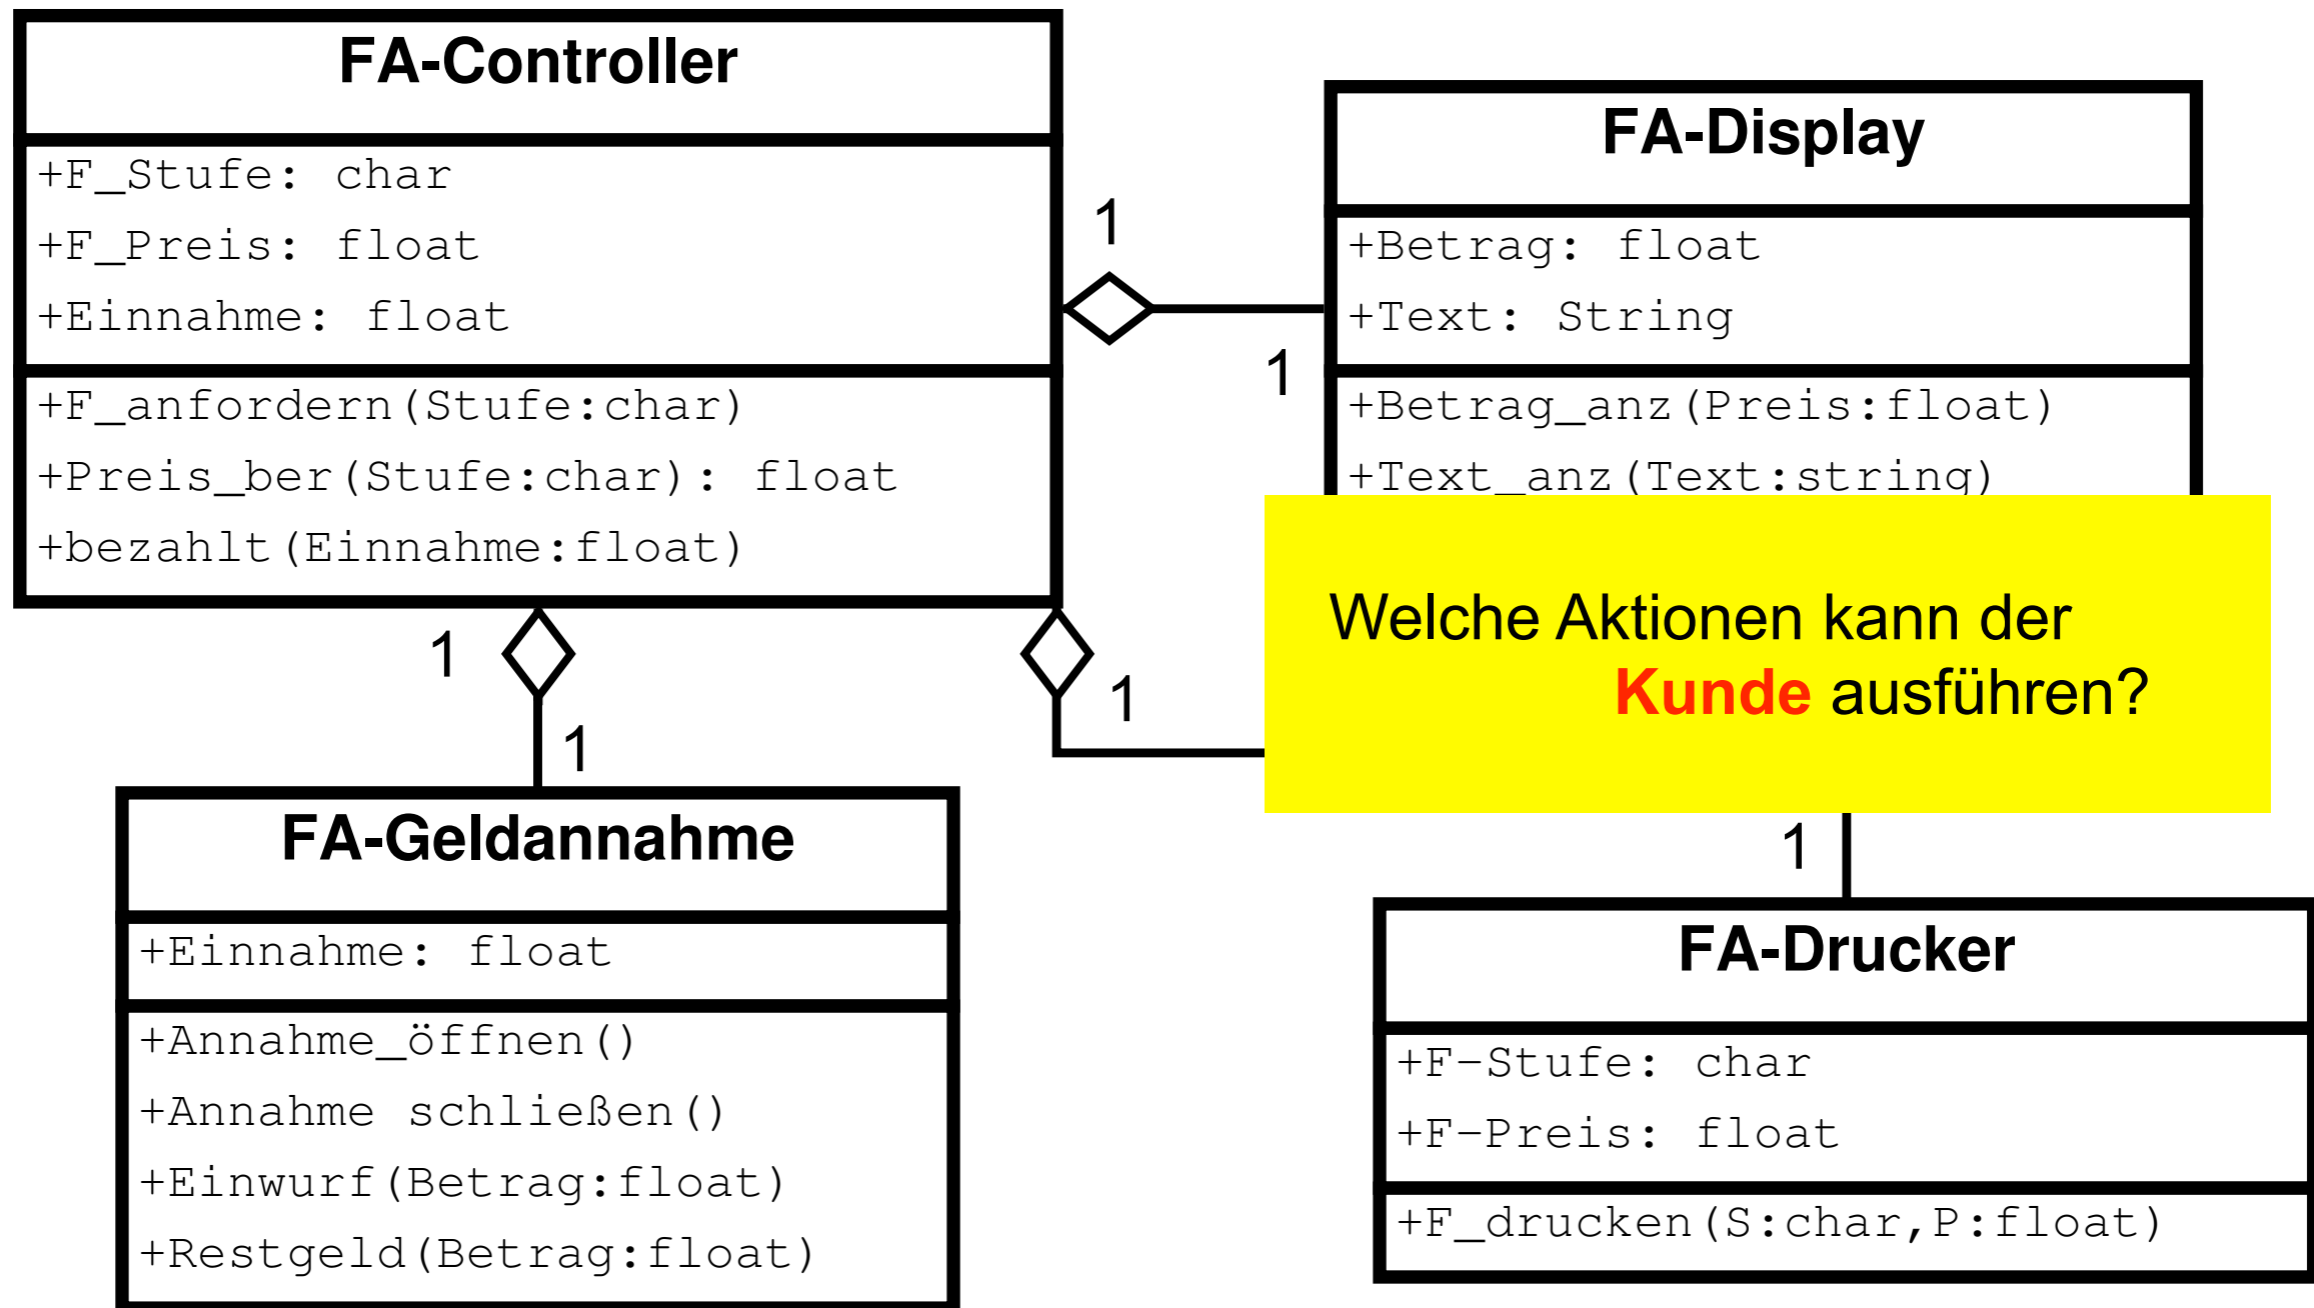 FA-Controller
+F_Stufe: char
+F_Preis: float
+Einnahme: float
+F_anfordern(Stufe:char)
+Preis_ber(Stufe:char): float
+bezahlt(Einnahme:float)
1
1
FA-Display
+Betrag: float
+Text: String
+Betrag_anz(Preis:float)
+Text_anz(Text:string)
Welche Aktionen kann der
Kunde ausführen?
1
1
1
1
FA-Geldannahme
+Einnahme: float
+Annahme_öffnen()
+Annahme schließen()
+Einwurf(Betrag:float)
+Restgeld(Betrag:float)
FA-Drucker
+F-Stufe: char
+F-Preis: float
+F_drucken(S:char,P:float)